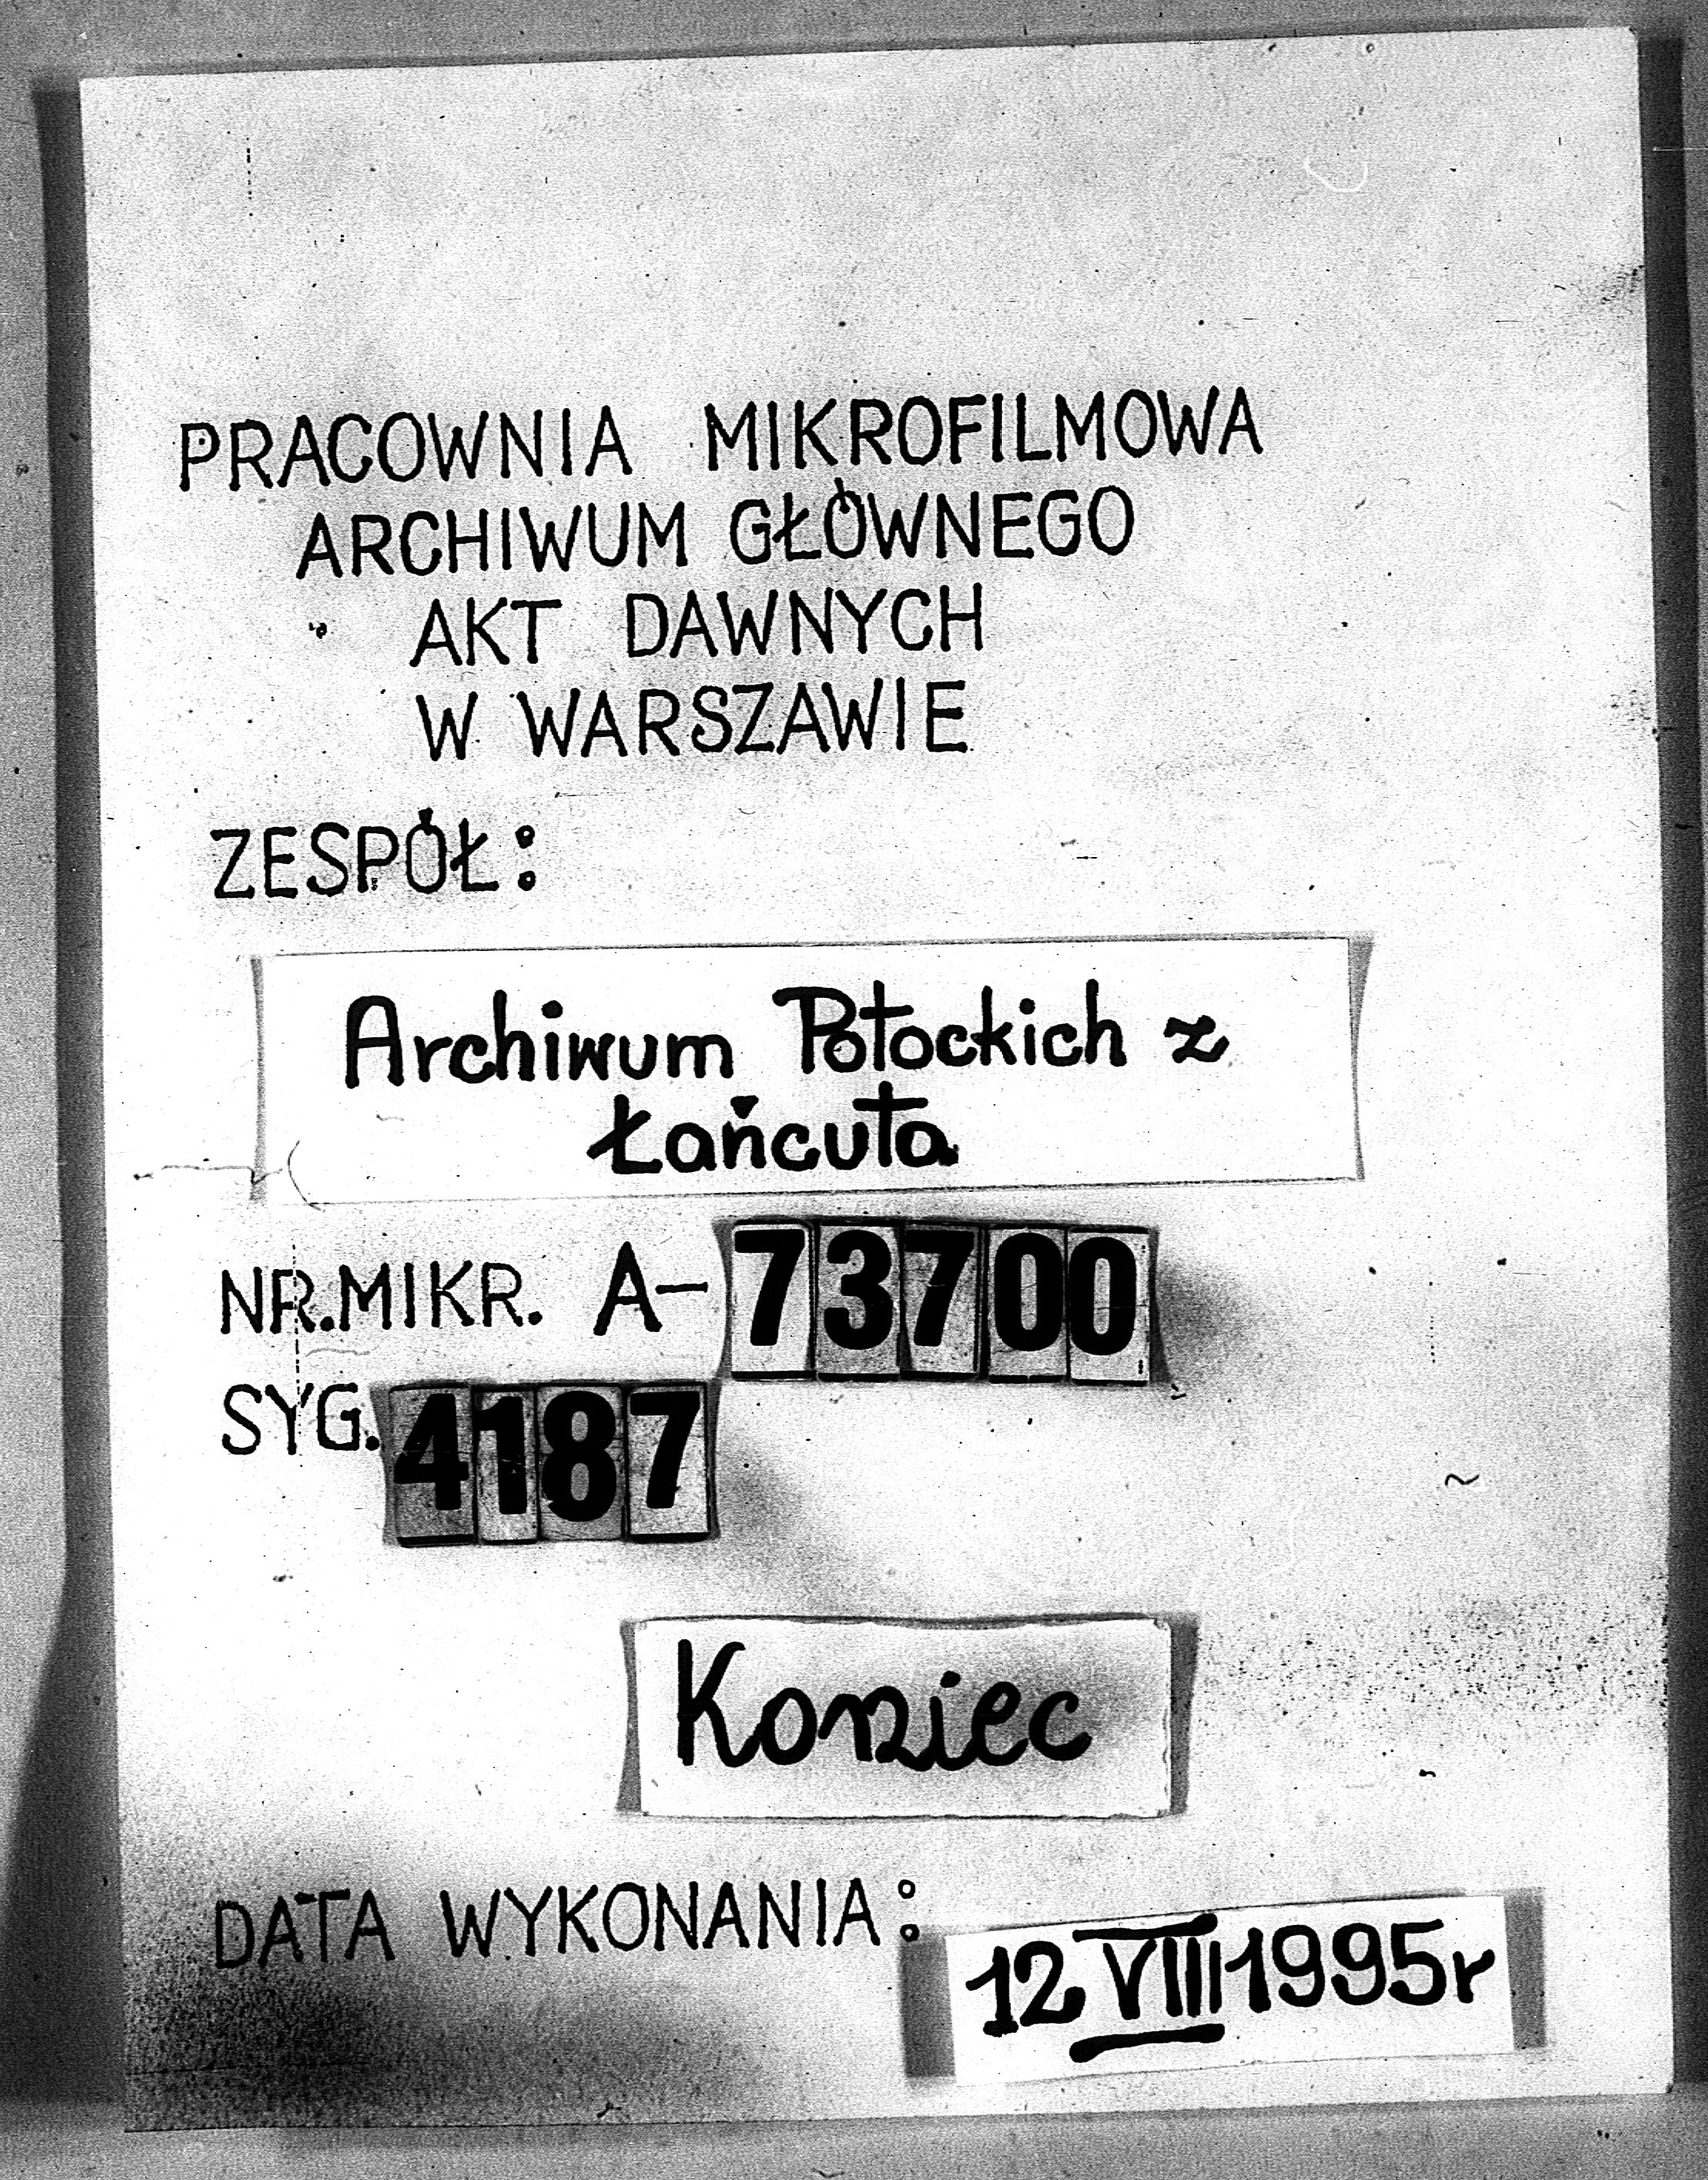 PRACOWNIA MIKROFILMOWA
ARCHIWUM GŁÓWNEGO
AKT DAWNYCH
W WARSZAWIE
ZESPÓŁ:
Archiwum Potockich z
Łańcuta
NR. MIKR. A-73700
SYG. 4187
Koniec
DATA WYKONANIA:
12 VIII 1995r